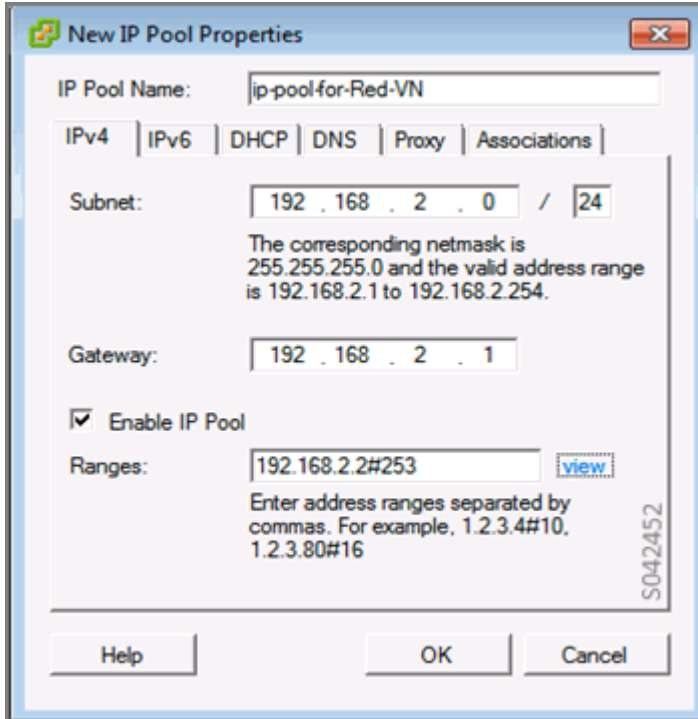 New IP Pool Properties
IP Pool Name: ip-pool-for-Red-VN
IPv4 IPv6 DHCP DNS Proxy Associations
Subnet: 192 . 168 . 2 . 0 / 24
The corresponding netmask is
255.255.255.0 and the valid address range
is 192.168.2.1 to 192.168.2.254.
Gateway: 192 . 168 . 2 . 1
Enable IP Pool
Ranges: 192.168.2.2#253 view
Enter address ranges separated by
commas. For example, 1.2.3.4#10,
1.2.3.80#16
S042452
Help OK Cancel